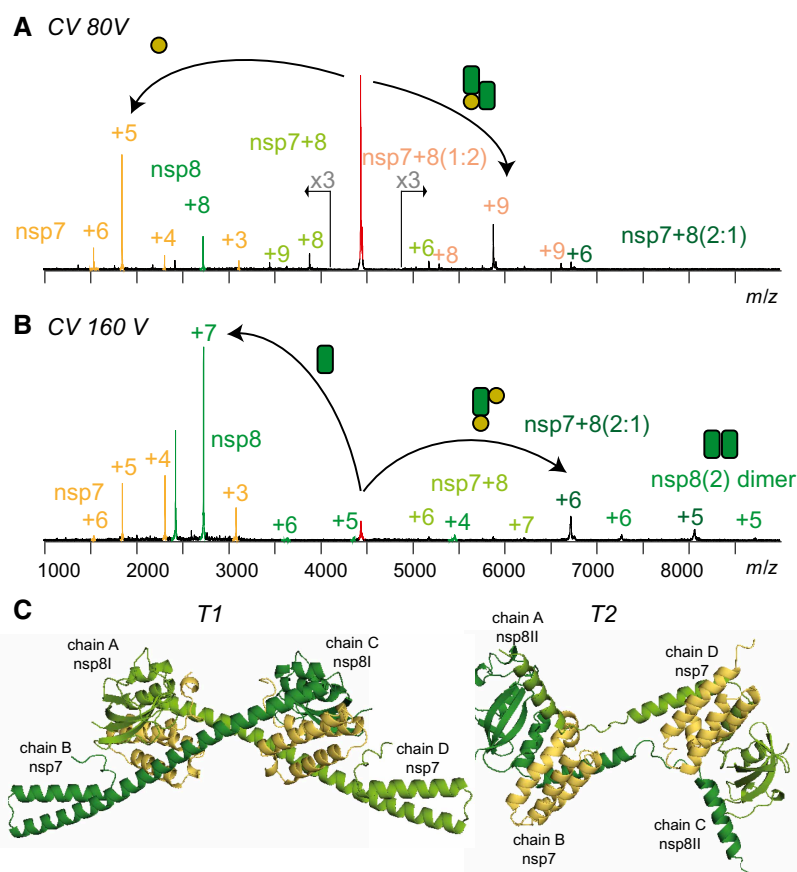 A CV 80V
+5
nsp7+8
nsp8
nsp7+8(1:2)
x3 x3
+8
+9
nsp7 +6
nsp7+8(2:1)
+4 +3 +8 +6 +9
+9 +8 +6
m/z
B CV 160 V
+7
nsp7+8(2:1)
nsp8
+5 +4
nsp7+8
nsp8(2) dimer
nsp7
+3 +6
+6 +6 +5 +6 +4 +7 +6 +5 +5
1000 2000 3000 4000 5000 6000 7000 8000 m/z
C T1 T2
chain A
nsp8I
chain C
nsp8I
chain B
nsp7
chain D
nsp7
chain A
nsp8II
chain D
nsp7
chain B
nsp7
chain C
nsp8II